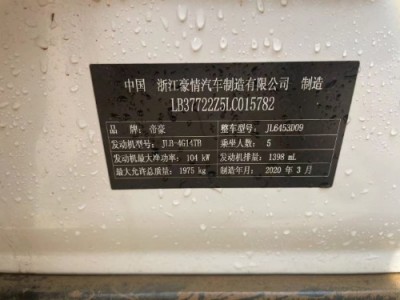 中国 浙江豪情汽车制造有限公司 制造
LB37722Z5LC015782
品牌：帝豪 整车型号：JL6453D09
发动机型号：JLB-4G14TB 乘坐人数：5
发动机最大净功率：104 kW 发动机排量：1398 mL
最大允许总质量：1975 kg 制造年月：2020 年 3 月